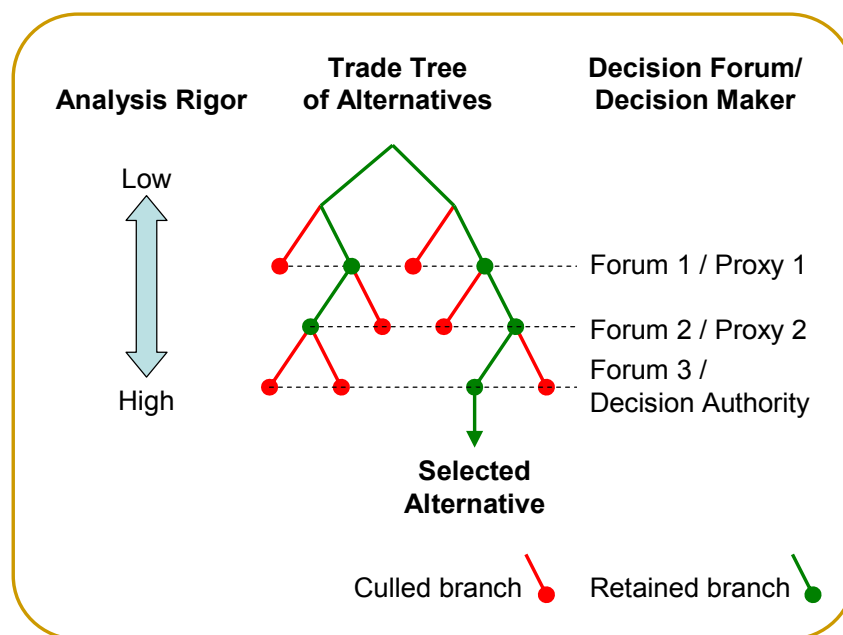 Analysis Rigor
Trade Tree
of Alternatives
Decision Forum/
Decision Maker
Low
High
Forum 1 / Proxy 1
Forum 2 / Proxy 2
Forum 3 /
Decision Authority
Selected
Alternative
Culled branch
Retained branch